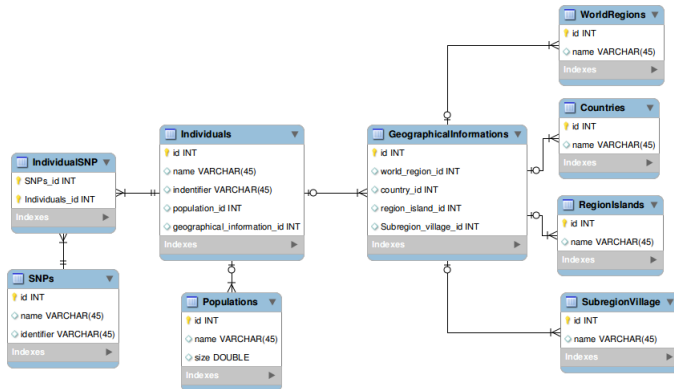 WorldRegions
id INT
name VARCHAR(45)
Indexes
Countries
id INT
name VARCHAR(45)
Indexes
RegionIslands
id INT
name VARCHAR(45)
Indexes
SubregionVillage
id INT
name VARCHAR(45)
Indexes
GeographicalInformations
id INT
world_region_id INT
country_id INT
region_island_id INT
Subregion_village_id INT
Indexes
Individuals
id INT
name VARCHAR(45)
indentifier VARCHAR(45)
population_id INT
geographical_information_id INT
Indexes
IndividualSNP
SNPs_id INT
Individuals_id INT
Indexes
SNPs
id INT
name VARCHAR(45)
identifier VARCHAR(45)
Indexes
Populations
id INT
name VARCHAR(45)
size DOUBLE
Indexes